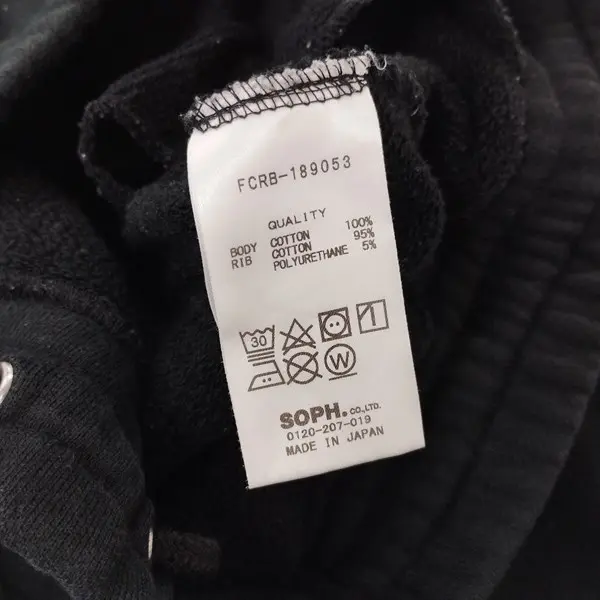 FCRB-189053
QUALITY
BODY COTTON 100%
RIB COTTON 95%
POLYURETHANE 5%
30
W
SOPH. CO.,LTD.
0120-207-019
MADE IN JAPAN